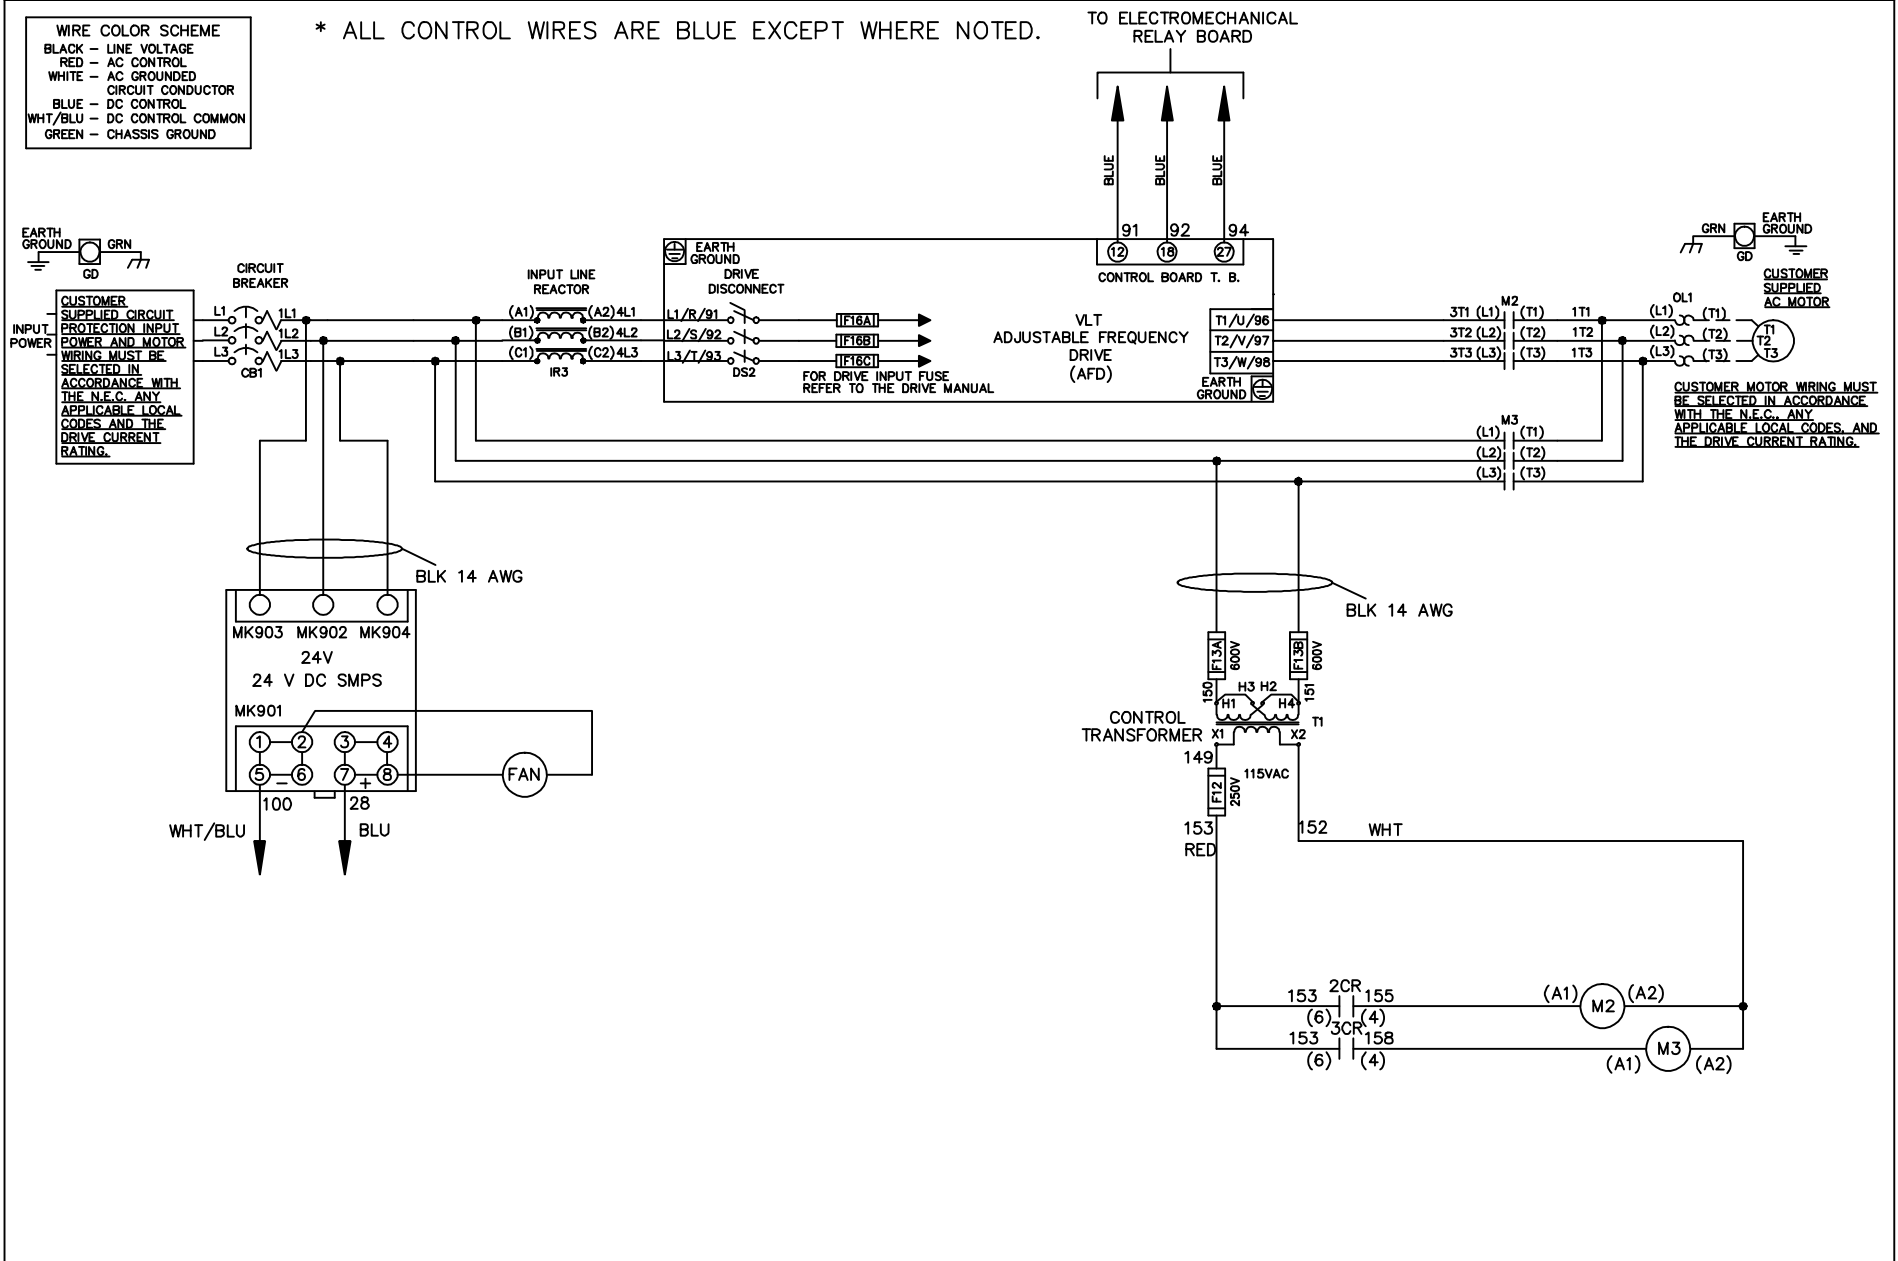 WIRE COLOR SCHEME
BLACK – LINE VOLTAGE
RED – AC CONTROL
WHITE – AC GROUNDED
CIRCUIT CONDUCTOR
BLUE – DC CONTROL
WHT/BLU – DC CONTROL COMMON
GREEN – CHASSIS GROUND
* ALL CONTROL WIRES ARE BLUE EXCEPT WHERE NOTED.
TO ELECTROMECHANICAL
RELAY BOARD
BLUE
BLUE
BLUE
91
92
94
12
18
27
CONTROL BOARD T. B.
EARTH
GROUND
GRN
GD
INPUT
POWER
CUSTOMER
SUPPLIED CIRCUIT
PROTECTION INPUT
POWER AND MOTOR
WIRING MUST BE
SELECTED IN
ACCORDANCE WITH
THE N.E.C. ANY
APPLICABLE LOCAL
CODES AND THE
DRIVE CURRENT
RATING.
CIRCUIT
BREAKER
L1
1L1
L2
1L2
L3
1L3
CB1
INPUT LINE
REACTOR
(A1)
(A2)
4L1
(B1)
(B2)
4L2
(C1)
(C2)
4L3
IR3
EARTH
GROUND
DRIVE
DISCONNECT
L1/R/91
L2/S/92
L3/T/93
DS2
F16A
F16B
F16C
FOR DRIVE INPUT FUSE
REFER TO THE DRIVE MANUAL
VLT
ADJUSTABLE FREQUENCY
DRIVE
(AFD)
T1/U/96
T2/V/97
T3/W/98
EARTH
GROUND
M2
3T1 (L1) (T1) 1T1
3T2 (L2) (T2) 1T2
3T3 (L3) (T3) 1T3
M3
(L1) (T1)
(L2) (T2)
(L3) (T3)
GRN
EARTH
GROUND
GD
CUSTOMER
SUPPLIED
AC MOTOR
OL1
(L1) (T1)
(L2) (T2)
(L3) (T3)
T1
T2
T3
CUSTOMER MOTOR WIRING MUST
BE SELECTED IN ACCORDANCE
WITH THE N.E.C., ANY
APPLICABLE LOCAL CODES, AND
THE DRIVE CURRENT RATING.
BLK 14 AWG
MK903 MK902 MK904
24V
24 V DC SMPS
MK901
1 2 3 4
5 – 6 7 + 8
FAN
100
28
WHT/BLU
BLU
BLK 14 AWG
F13A
600V
F13B
600V
150
151
H3 H2
H1
H4
T1
CONTROL
TRANSFORMER
X1
X2
149
115VAC
F12
250V
153
RED
152
WHT
2CR
153
155
(6)
(4)
(A1)
M2
(A2)
3CR
153
158
(6)
(4)
(A1)
M3
(A2)